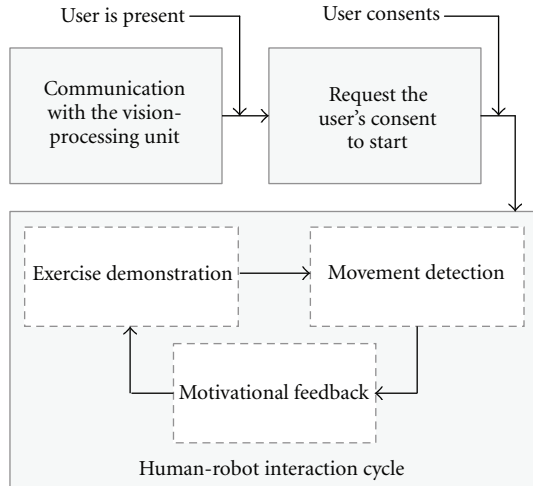 User is present
User consents
Communication
with the vision-
processing unit
Request the
user's consent
to start
Exercise demonstration
Movement detection
Motivational feedback
Human-robot interaction cycle